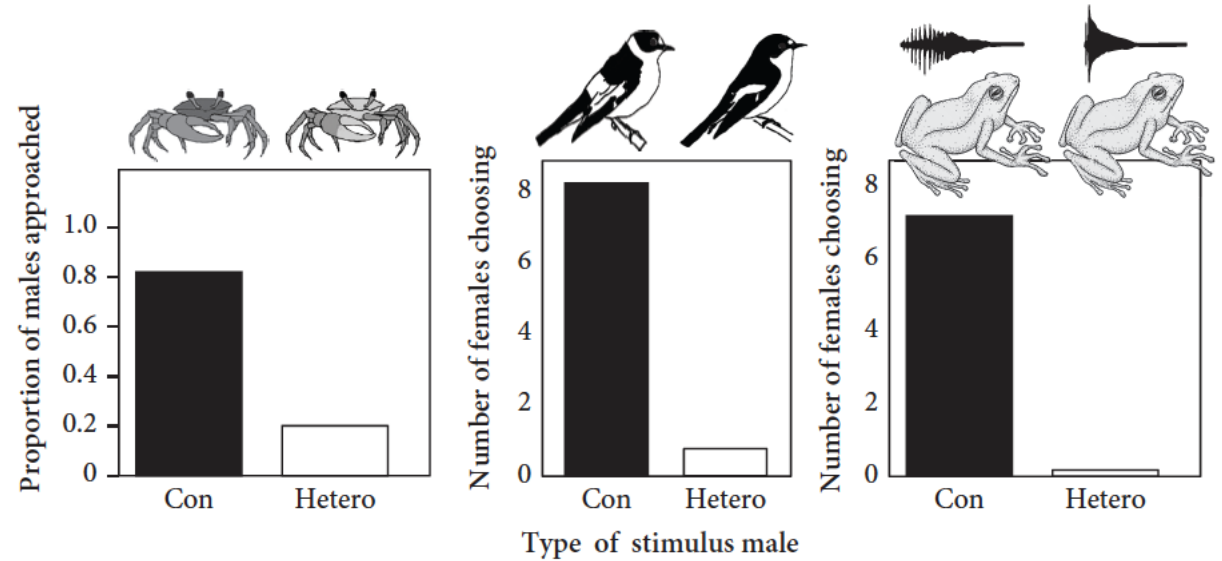 Proportion of males approached
1.0
0.8
0.6
0.4
0.2
0
Con Hetero
Number of females choosing
8
6
4
2
0
Con Hetero
Number of females choosing
8
6
4
2
0
Con Hetero
Type of stimulus male